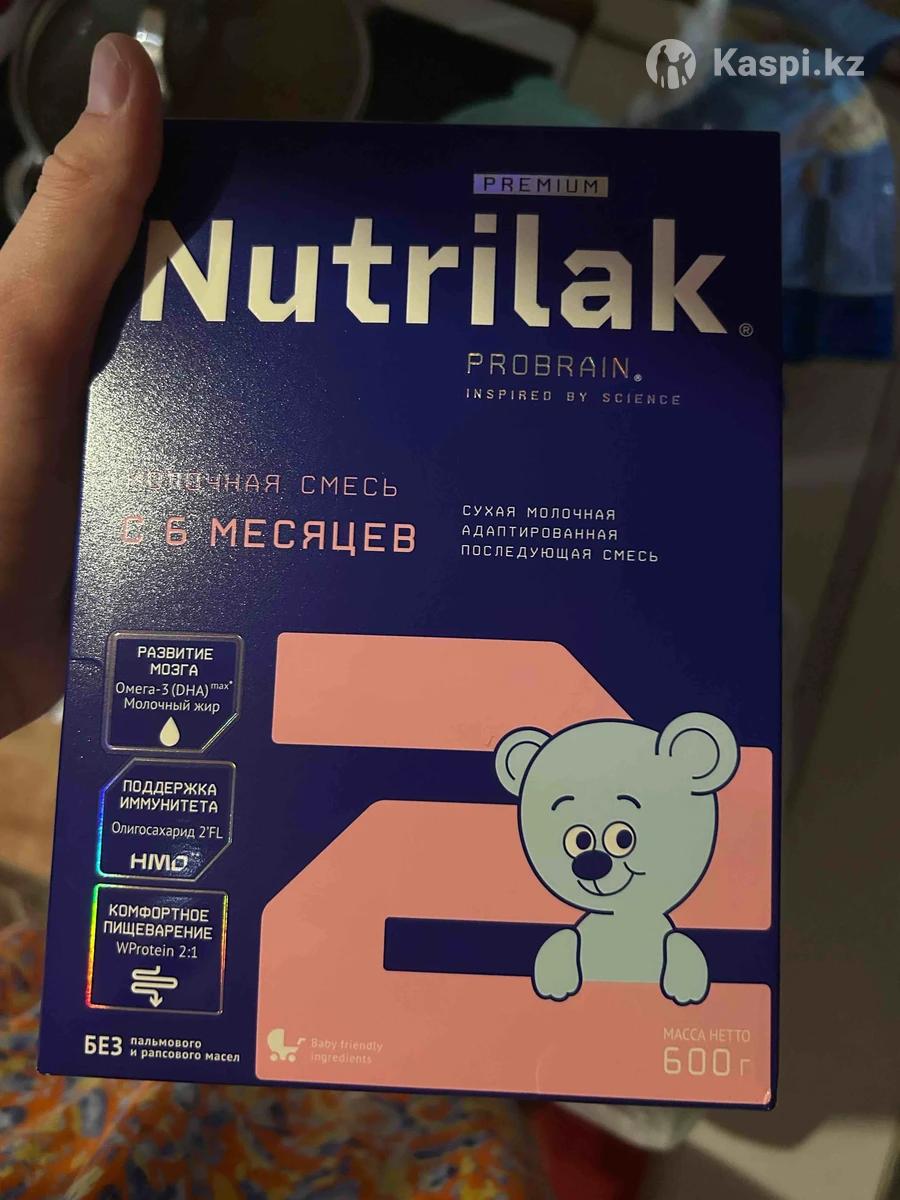 Kaspi.kz
PREMIUM
Nutrilak®
PROBRAIN®
INSPIRED BY SCIENCE
МОЛОЧНАЯ СМЕСЬ
С 6 МЕСЯЦЕВ
СУХАЯ МОЛОЧНАЯ
АДАПТИРОВАННАЯ
ПОСЛЕДУЮЩАЯ СМЕСЬ
РАЗВИТИЕ
МОЗГА
Омега-3 (DHA) max*
Молочный жир
ПОДДЕРЖКА
ИММУНИТЕТА
Олигосахарид 2'FL
HMO
КОМФОРТНОЕ
ПИЩЕВАРЕНИЕ
WProtein 2:1
БЕЗ пальмового
и рапсового масел
2
Baby friendly
ingredients
МАССА НЕТТО
600 г